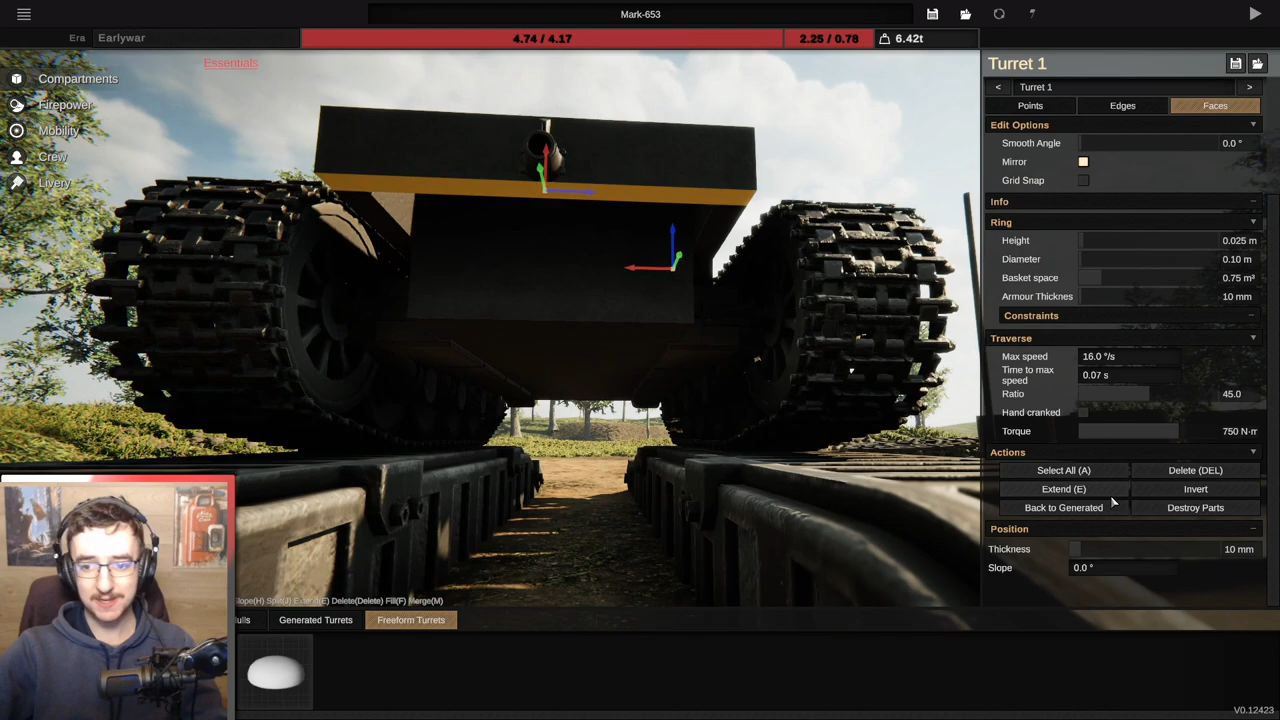 Mark-653
Era Earlywar 4.74 / 4.17 2.25 / 0.78 6.42t
Essentials
Compartments
Firepower
Mobility
Crew
Livery
Turret 1
< Turret 1 >
Points Edges Faces
Edit Options
Smooth Angle 0.0 °
Mirror
Grid Snap
Info
Ring
Height 0.025 m
Diameter 0.10 m
Basket space 0.75 m³
Armour Thicknes 10 mm
Constraints
Traverse
Max speed 16.0 °/s
Time to max speed 0.07 s
Ratio 45.0
Hand cranked
Torque 750 N·m
Actions
Select All (A) Delete (DEL)
Extend (E) Invert
Back to Generated Destroy Parts
Position
Thickness 10 mm
Slope 0.0 °
Slope(H) Split(J) Extend(E) Delete(Delete) Fill(F) Merge(M)
ulls Generated Turrets Freeform Turrets
V0.12423